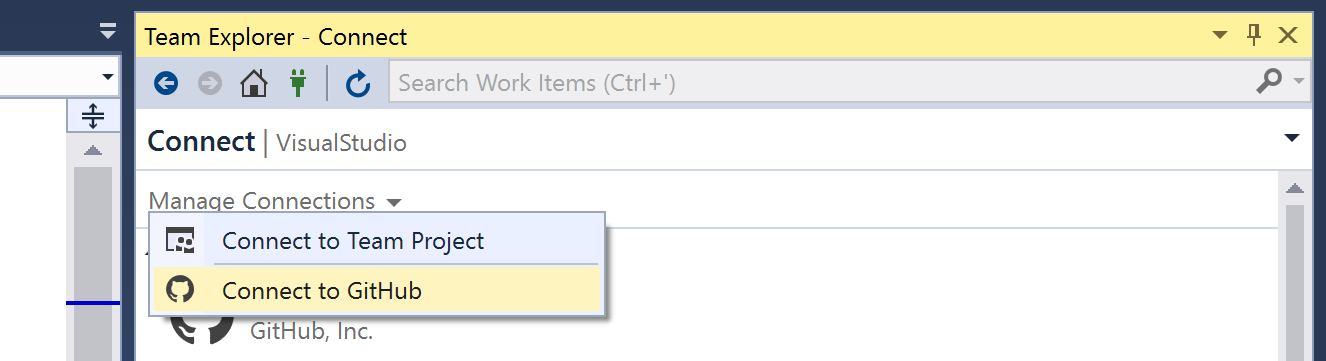 Team Explorer - Connect
Search Work Items (Ctrl+')
Connect | VisualStudio
Manage Connections
Connect to Team Project
Connect to GitHub
GitHub, Inc.